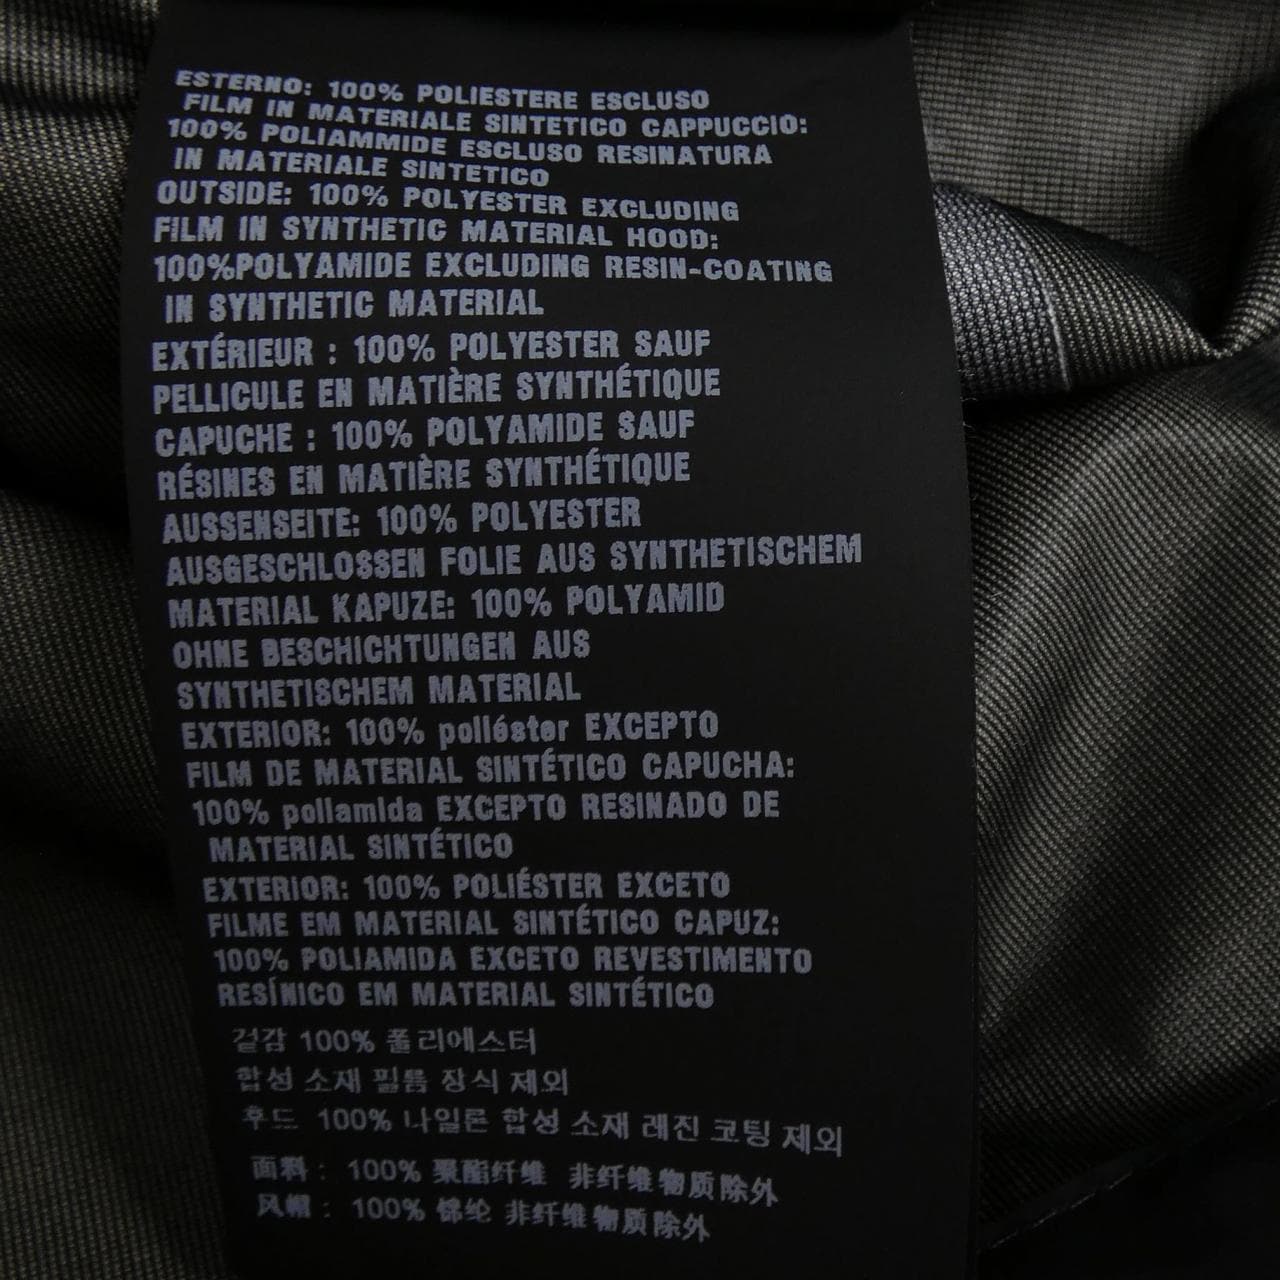 ESTERNO: 100% POLIESTERE ESCLUSO
FILM IN MATERIALE SINTETICO CAPPUCCIO:
100% POLIAMMIDE ESCLUSO RESINATURA
IN MATERIALE SINTETICO
OUTSIDE: 100% POLYESTER EXCLUDING
FILM IN SYNTHETIC MATERIAL HOOD:
100%POLYAMIDE EXCLUDING RESIN-COATING
IN SYNTHETIC MATERIAL
EXTÉRIEUR : 100% POLYESTER SAUF
PELLICULE EN MATIÈRE SYNTHÉTIQUE
CAPUCHE : 100% POLYAMIDE SAUF
RÉSINES EN MATIÈRE SYNTHÉTIQUE
AUSSENSEITE: 100% POLYESTER
AUSGESCHLOSSEN FOLIE AUS SYNTHETISCHEM
MATERIAL KAPUZE: 100% POLYAMID
OHNE BESCHICHTUNGEN AUS
SYNTHETISCHEM MATERIAL
EXTERIOR: 100% poliéster EXCEPTO
FILM DE MATERIAL SINTÉTICO CAPUCHA:
100% poliamida EXCEPTO RESINADO DE
MATERIAL SINTÉTICO
EXTERIOR: 100% POLIÉSTER EXCETO
FILME EM MATERIAL SINTÉTICO CAPUZ:
100% POLIAMIDA EXCETO REVESTIMENTO
RESÍNICO EM MATERIAL SINTÉTICO
겉감 100% 폴리에스터
합성 소재 필름 장식 제외
후드 100% 나일론 합성 소재 레진 코팅 제외
面料： 100% 聚酯纤维 非纤维物质除外
风帽： 100% 锦纶 非纤维物质除外